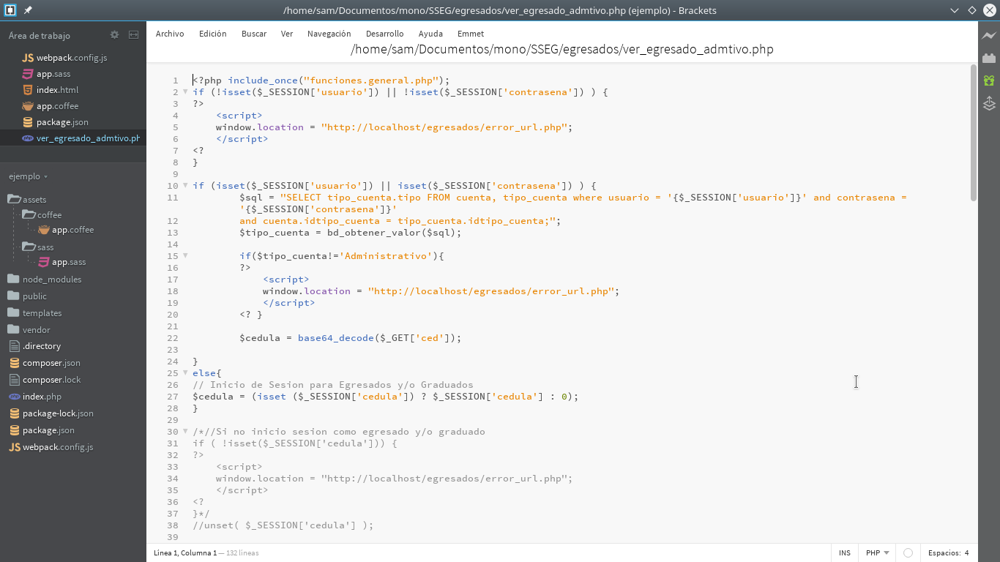 /home/sam/Documentos/mono/SSEG/egresados/ver_egresado_admtivo.php (ejemplo) - Brackets
Área de trabajo
webpack.config.js
app.sass
index.html
app.coffee
package.json
ver_egresado_admtivo.ph
ejemplo
assets
coffee
app.coffee
sass
app.sass
node_modules
public
templates
vendor
.directory
composer.json
composer.lock
index.php
package-lock.json
package.json
webpack.config.js
Archivo Edición Buscar Ver Navegación Desarrollo Ayuda Emmet
/home/sam/Documentos/mono/SSEG/egresados/ver_egresado_admtivo.php
1 <?php include_once("funciones.general.php");
2 if (!isset($_SESSION['usuario']) || !isset($_SESSION['contrasena']) ) {
3 ?>
4     <script>
5     window.location = "http://localhost/egresados/error_url.php";
6     </script>
7 <?
8 }
9
10 if (isset($_SESSION['usuario']) || isset($_SESSION['contrasena']) ) {
11         $sql = "SELECT tipo_cuenta.tipo FROM cuenta, tipo_cuenta where usuario = '{$_SESSION['usuario']}' and contrasena =
        '{$_SESSION['contrasena']}'
12         and cuenta.idtipo_cuenta = tipo_cuenta.idtipo_cuenta;";
13         $tipo_cuenta = bd_obtener_valor($sql);
14
15         if($tipo_cuenta!='Administrativo'){
16         ?>
17             <script>
18             window.location = "http://localhost/egresados/error_url.php";
19             </script>
20         <? }
21
22         $cedula = base64_decode($_GET['ced']);
23
24 }
25 else{
26 // Inicio de Sesion para Egresados y/o Graduados
27 $cedula = (isset ($_SESSION['cedula']) ? $_SESSION['cedula'] : 0);
28 }
29
30 /*//Si no inicio sesion como egresado y/o graduado
31 if ( !isset($_SESSION['cedula'])) {
32 ?>
33     <script>
34     window.location = "http://localhost/egresados/error_url.php";
35     </script>
36 <?
37 }*/
38 //unset( $_SESSION['cedula'] );
39
Línea 1, Columna 1 — 132 líneas
INS PHP Espacios: 4